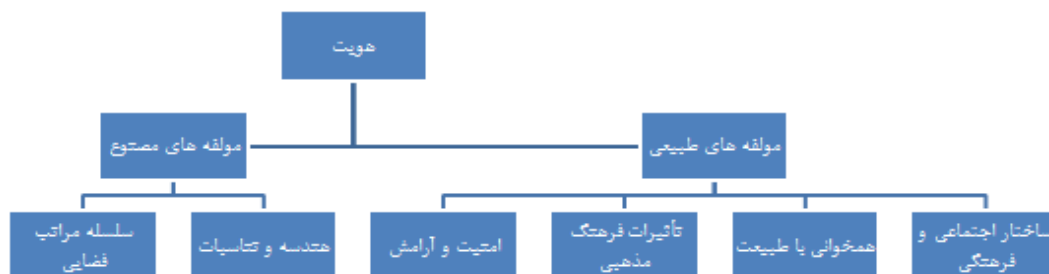 هویت
مولفه های طبیعی
مولفه های مصنوع
ساختار اجتماعی و
فرهنگی
همخوانی با طبیعت
تأثیرات فرهنگ
مذهبی
امنیت و آرامش
هندسه و تناسبات
سلسله مراتب
فضایی